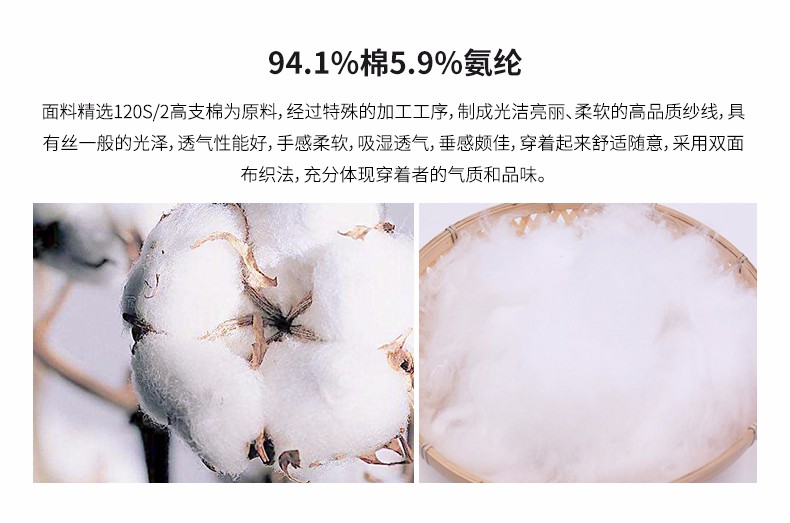 94.1%棉5.9%氨纶
面料精选120S/2高支棉为原料,经过特殊的加工工序,制成光洁亮丽、柔软的高品质纱线,具
有丝一般的光泽,透气性能好,手感柔软,吸湿透气,垂感颇佳,穿着起来舒适随意,采用双面
布织法,充分体现穿着者的气质和品味。